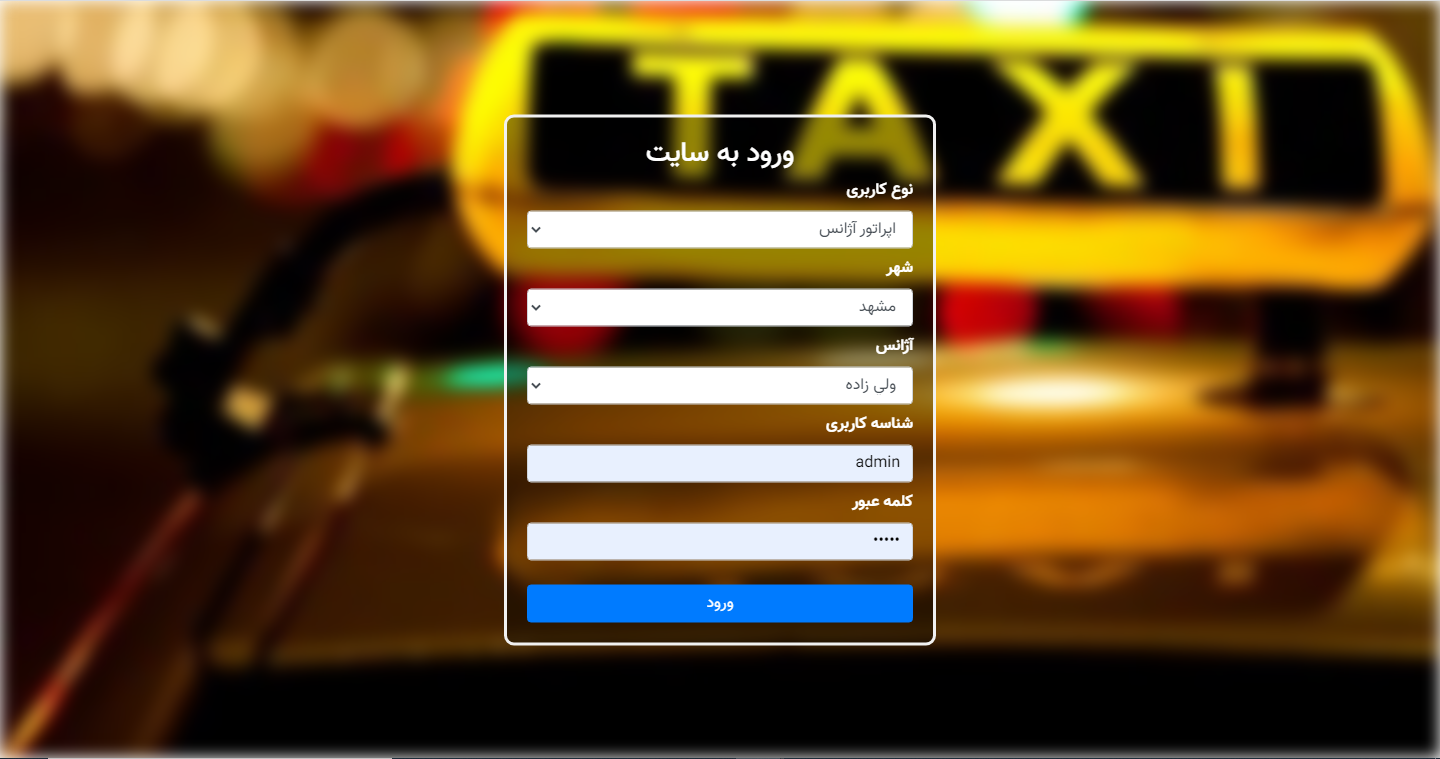 TAXI
ورود به سایت
نوع کاربری
اپراتور آژانس
شهر
مشهد
آژانس
ولی زاده
شناسه کاربری
admin
کلمه عبور
•••••
ورود